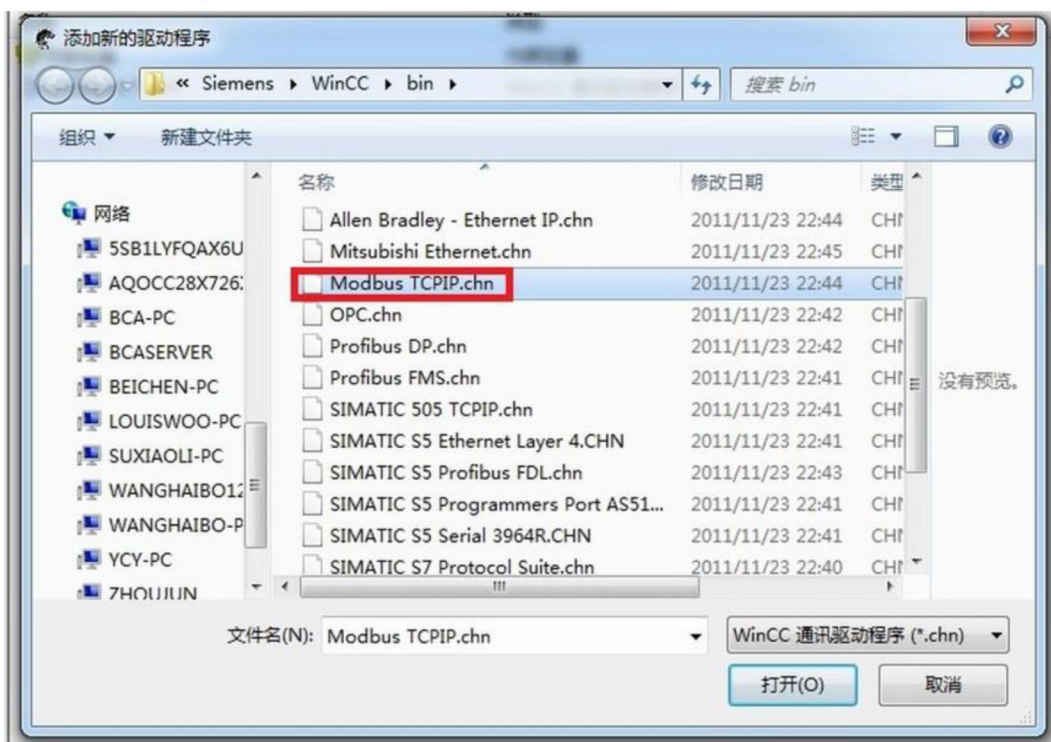 添加新的驱动程序
« Siemens ▸ WinCC ▸ bin ▸
搜索 bin
组织 新建文件夹
名称 修改日期 类型
网络
5SB1LYFQAX6U
AQOCC28X726
BCA-PC
BCASERVER
BEICHEN-PC
LOUISWOO-PC
SUXIAOLI-PC
WANGHAIBO12
WANGHAIBO-P
YCY-PC
ZHOUJUN
Allen Bradley - Ethernet IP.chn 2011/11/23 22:44 CHN
Mitsubishi Ethernet.chn 2011/11/23 22:45 CHN
Modbus TCPIP.chn 2011/11/23 22:44 CHN
OPC.chn 2011/11/23 22:42 CHN
Profibus DP.chn 2011/11/23 22:42 CHN
Profibus FMS.chn 2011/11/23 22:41 CHN
SIMATIC 505 TCPIP.chn 2011/11/23 22:41 CHN
SIMATIC S5 Ethernet Layer 4.CHN 2011/11/23 22:41 CHN
SIMATIC S5 Profibus FDL.chn 2011/11/23 22:43 CHN
SIMATIC S5 Programmers Port AS51... 2011/11/23 22:41 CHN
SIMATIC S5 Serial 3964R.CHN 2011/11/23 22:41 CHN
SIMATIC S7 Protocol Suite.chn 2011/11/23 22:40 CHN
没有预览。
文件名(N): Modbus TCPIP.chn
WinCC 通讯驱动程序 (*.chn)
打开(O) 取消